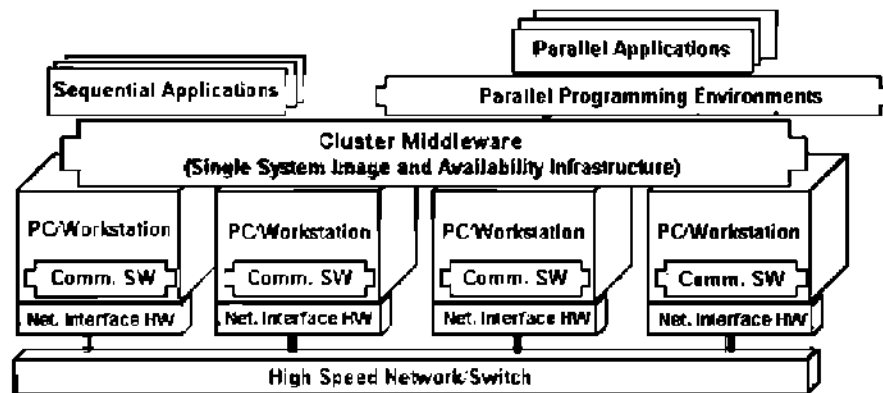 Parallel Applications
Sequential Applications
Parallel Programming Environments
Cluster Middleware
(Single System Image and Availability Infrastructure)
PC/Workstation
PC/Workstation
PC/Workstation
PC/Workstation
Comm. SW
Comm. SW
Comm. SW
Comm. SW
Net. Interface HW
Net. Interface HW
Net. Interface HW
Net. Interface HW
High Speed Network/Switch